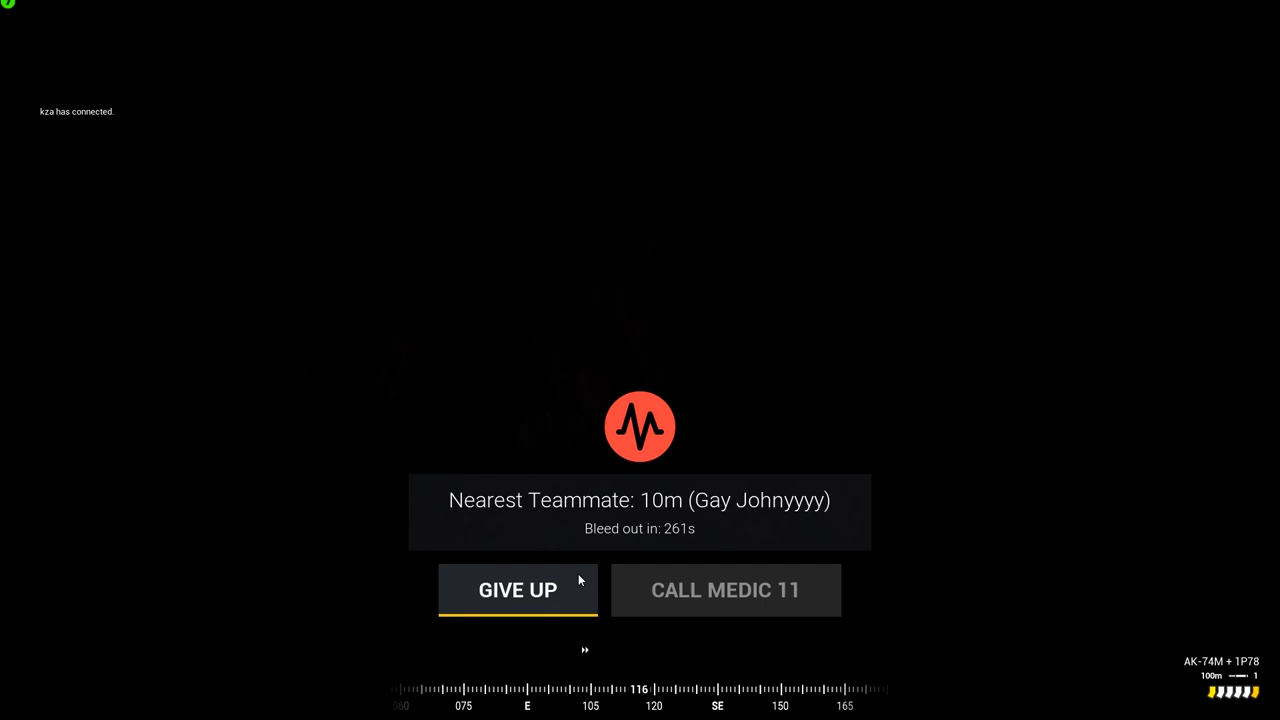 kza has connected.
Nearest Teammate: 10m (Gay Johnyyyy)
Bleed out in: 261s
GIVE UP
CALL MEDIC 11
AK-74M + 1P78
100m 1
116
060 075 E 105 120 SE 150 165